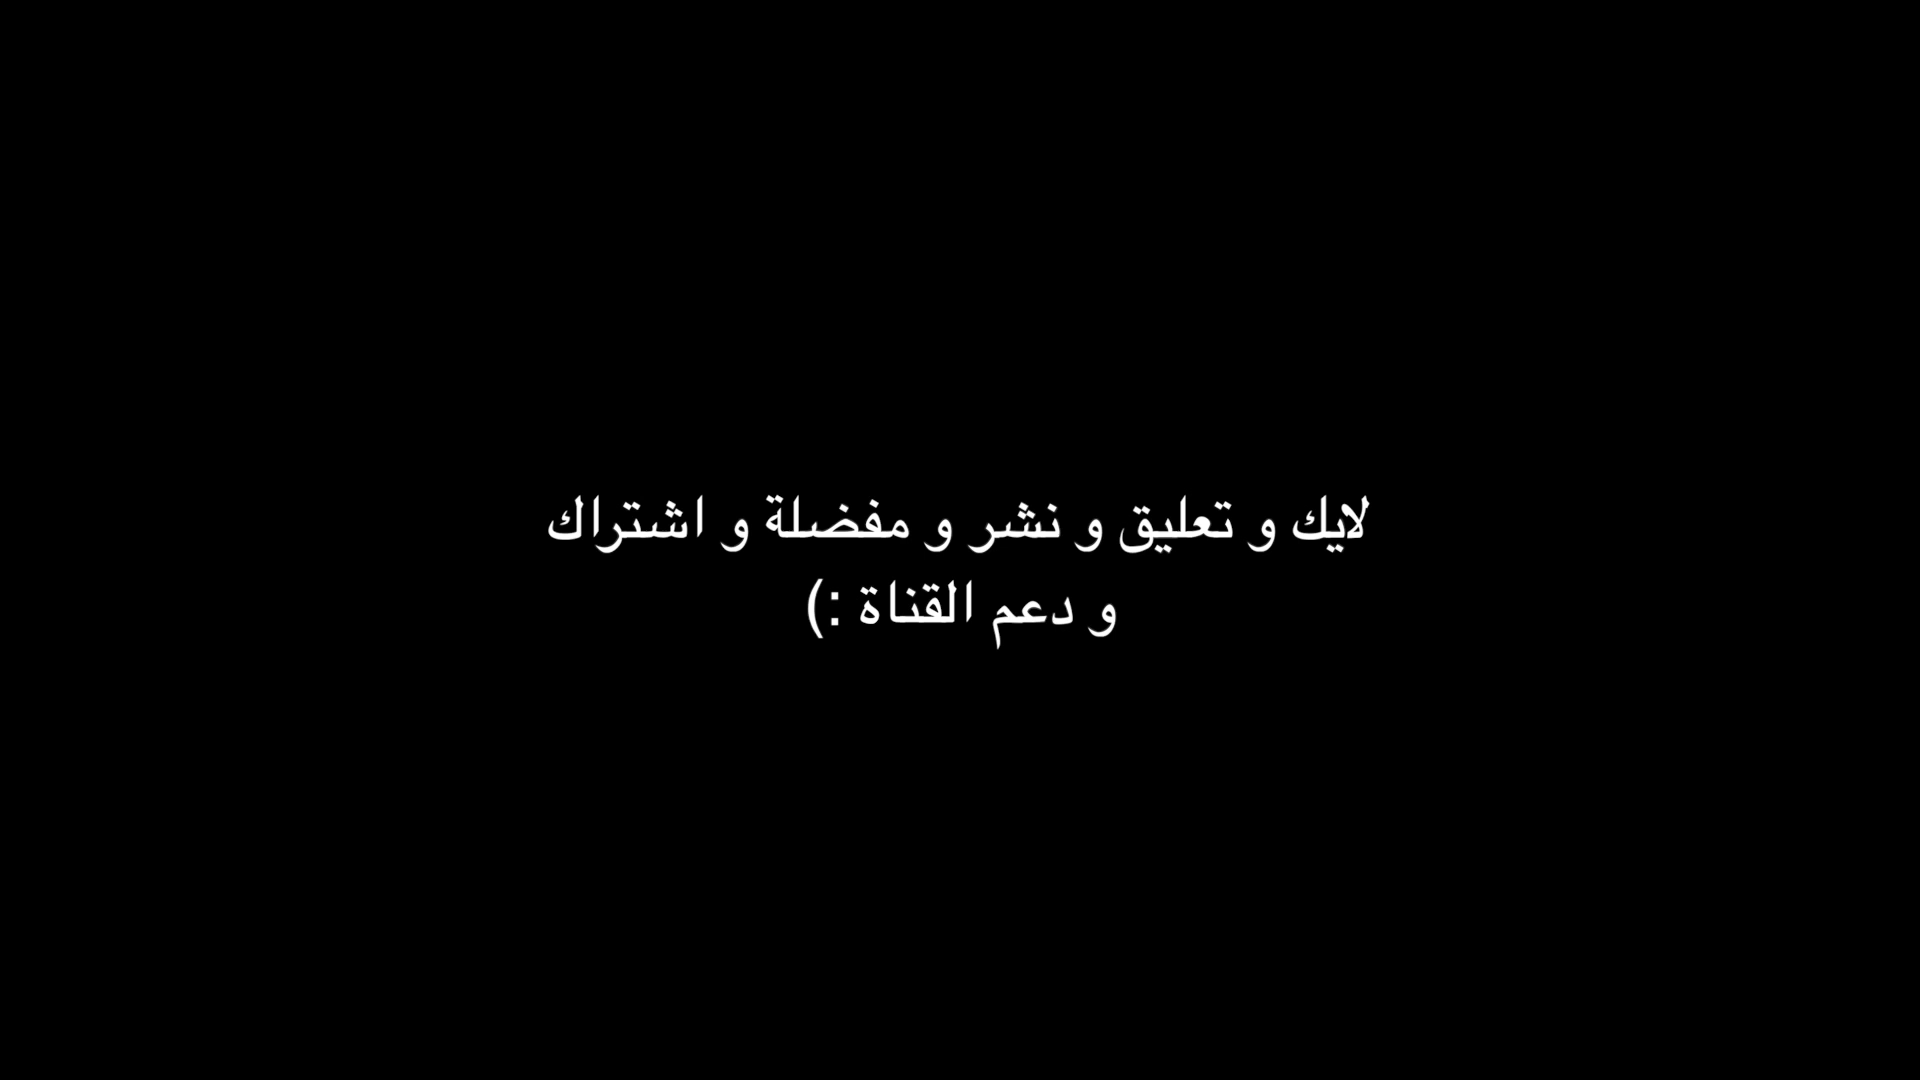 لايك و تعليق و نشر و مفضلة و اشتراك
و دعم القناة :)